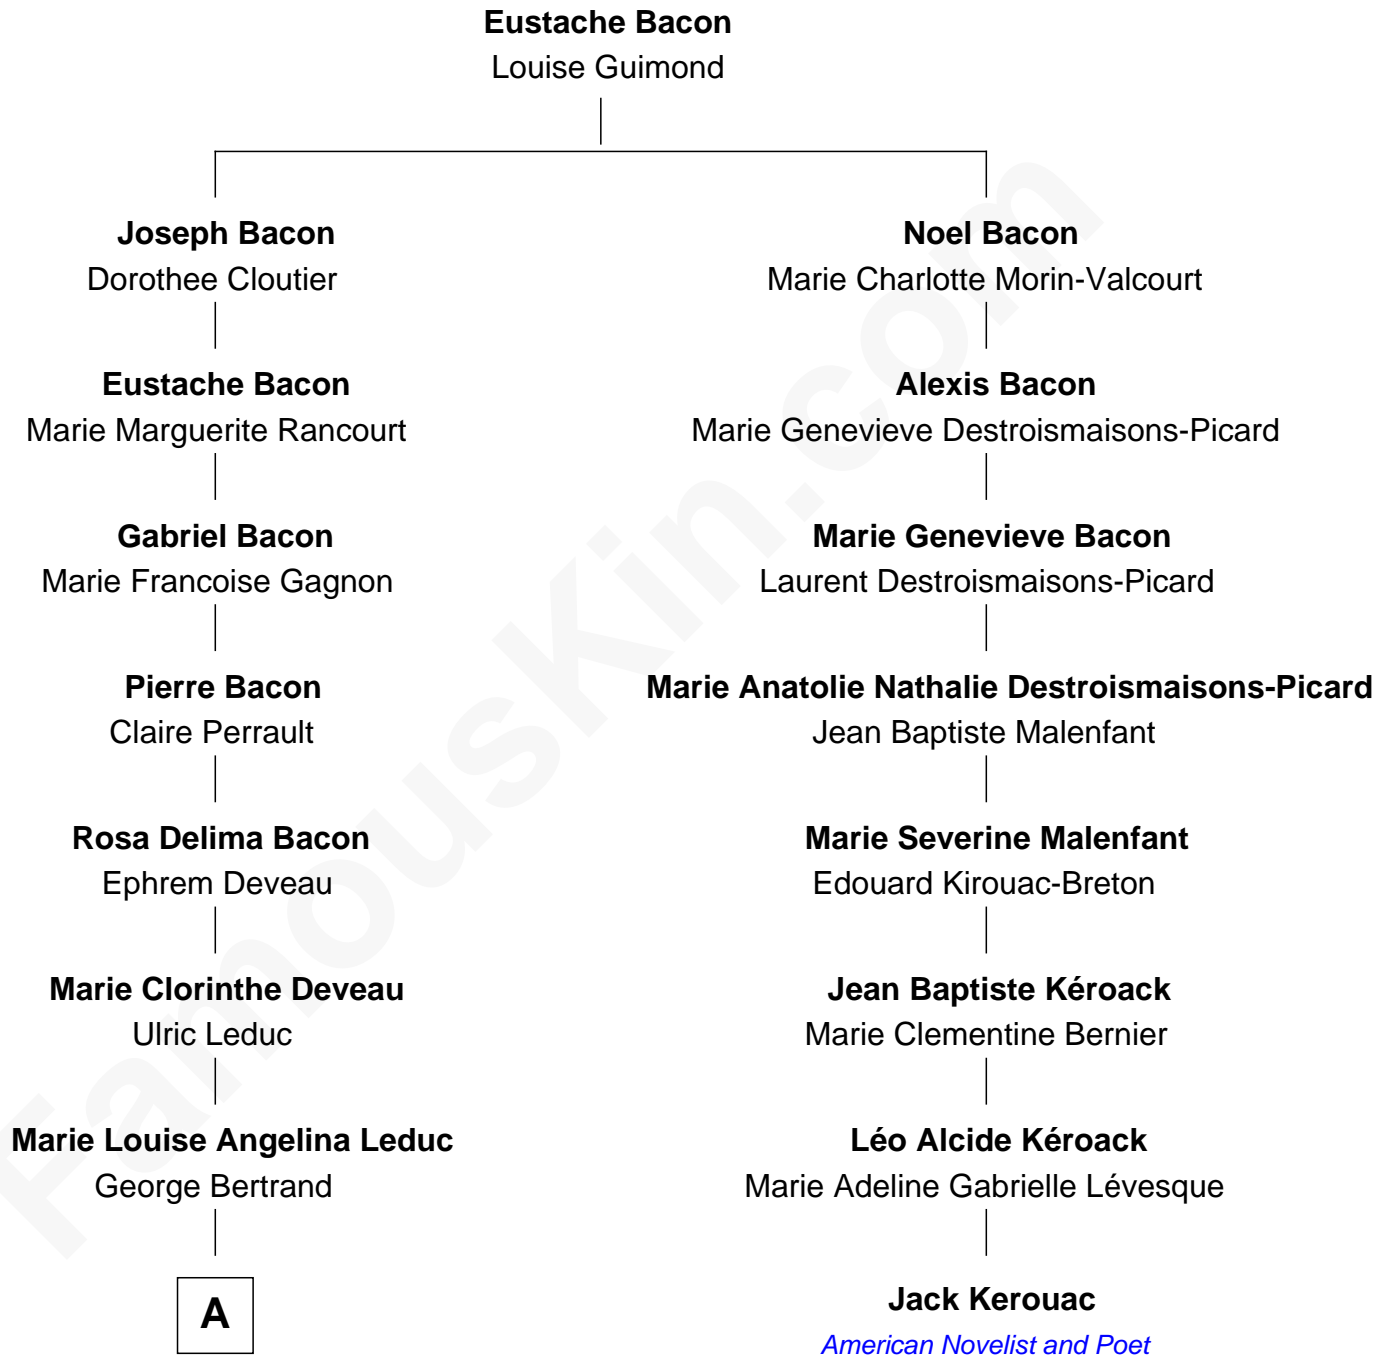 Eustache Bacon
Louise Guimond
Joseph Bacon
Dorothee Cloutier
Noel Bacon
Marie Charlotte Morin-Valcourt
Eustache Bacon
Marie Marguerite Rancourt
Alexis Bacon
Marie Genevieve Destroismaisons-Picard
Gabriel Bacon
Marie Francoise Gagnon
Marie Genevieve Bacon
Laurent Destroismaisons-Picard
Pierre Bacon
Claire Perrault
Marie Anatolie Nathalie Destroismaisons-Picard
Jean Baptiste Malenfant
Rosa Delima Bacon
Ephrem Deveau
Marie Severine Malenfant
Edouard Kirouac-Breton
Marie Clorinthe Deveau
Ulric Leduc
Jean Baptiste Kéroack
Marie Clementine Bernier
Marie Louise Angelina Leduc
George Bertrand
Léo Alcide Kéroack
Marie Adeline Gabrielle Lévesque
A
Jack Kerouac
American Novelist and Poet
FamousKin.com